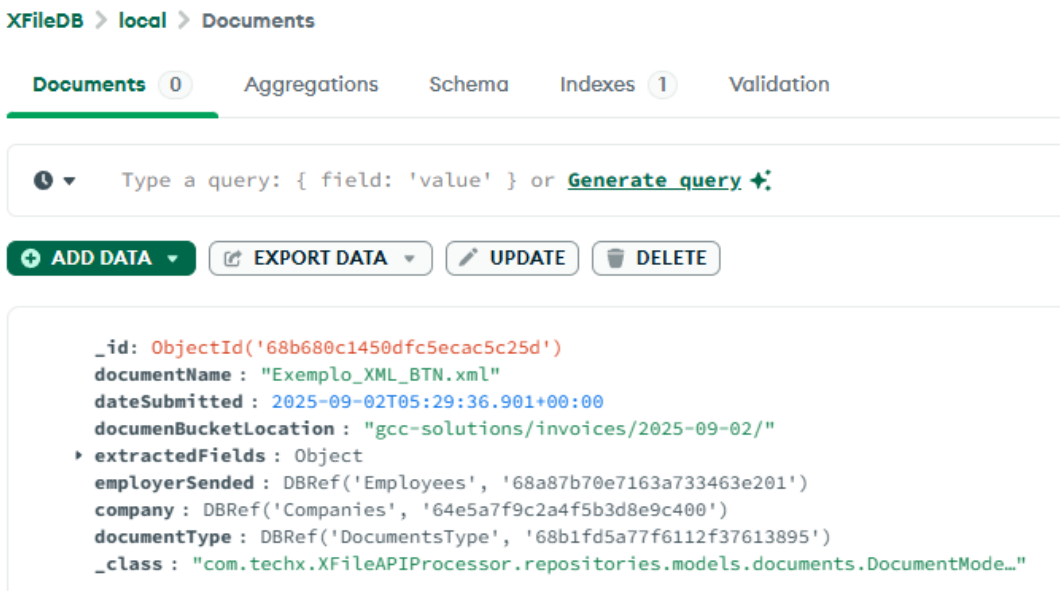 XFileDB > local > Documents
Documents 0 Aggregations Schema Indexes 1 Validation
Type a query: { field: 'value' } or Generate query
ADD DATA EXPORT DATA UPDATE DELETE
_id: ObjectId('68b680c1450dfc5ecac5c25d')
documentName : "Exemplo_XML_BTN.xml"
dateSubmitted : 2025-09-02T05:29:36.901+00:00
documenBucketLocation : "gcc-solutions/invoices/2025-09-02/"
extractedFields : Object
employerSended : DBRef('Employees', '68a87b70e7163a733463e201')
company : DBRef('Companies', '64e5a7f9c2a4f5b3d8e9c400')
documentType : DBRef('DocumentsType', '68b1fd5a77f6112f37613895')
_class : "com.techx.XFileAPIProcessor.repositories.models.documents.DocumentMode…"